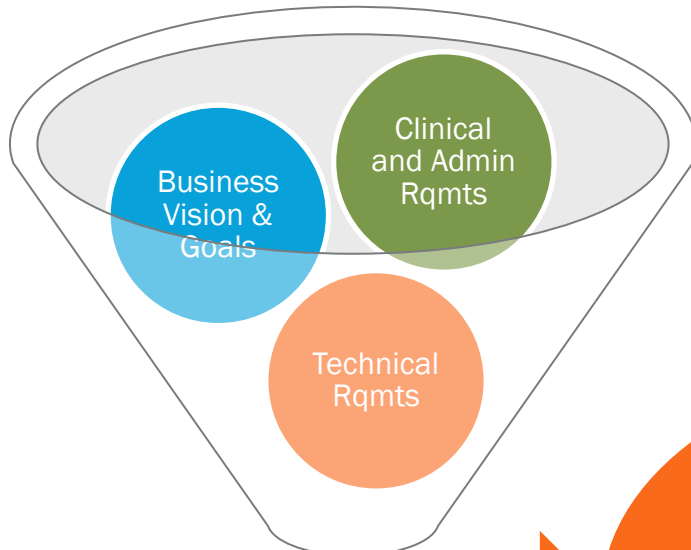 Clinical
and Admin
Rqmts
Business
Vision &
Goals
Technical
Rqmts